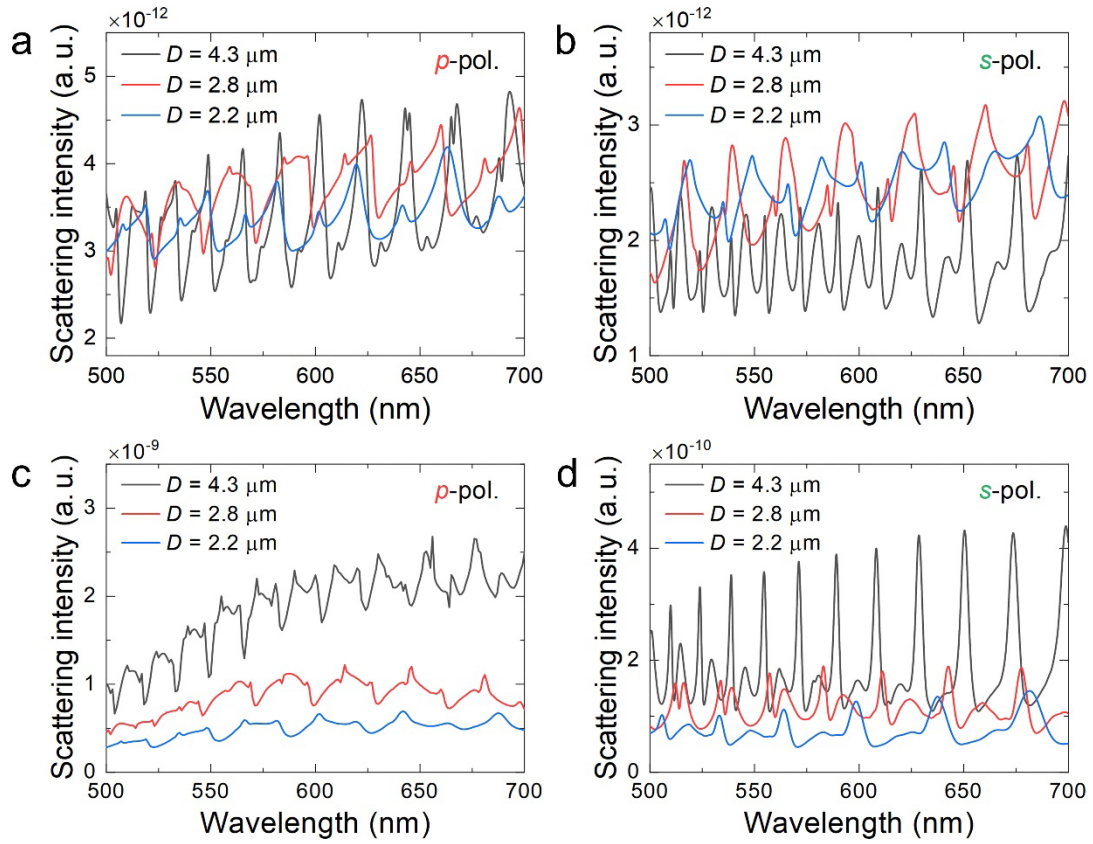 a
×10⁻¹²
D = 4.3 μm
D = 2.8 μm
D = 2.2 μm
p-pol.
Scattering intensity (a. u.)
5
4
3
2
500 550 600 650 700
Wavelength (nm)
b
×10⁻¹²
D = 4.3 μm
D = 2.8 μm
D = 2.2 μm
s-pol.
Scattering intensity (a. u.)
3
2
1
500 550 600 650 700
Wavelength (nm)
c
×10⁻⁹
D = 4.3 μm
D = 2.8 μm
D = 2.2 μm
p-pol.
Scattering intensity (a. u.)
3
2
1
0
500 550 600 650 700
Wavelength (nm)
d
×10⁻¹⁰
D = 4.3 μm
D = 2.8 μm
D = 2.2 μm
s-pol.
Scattering intensity (a. u.)
4
2
0
500 550 600 650 700
Wavelength (nm)